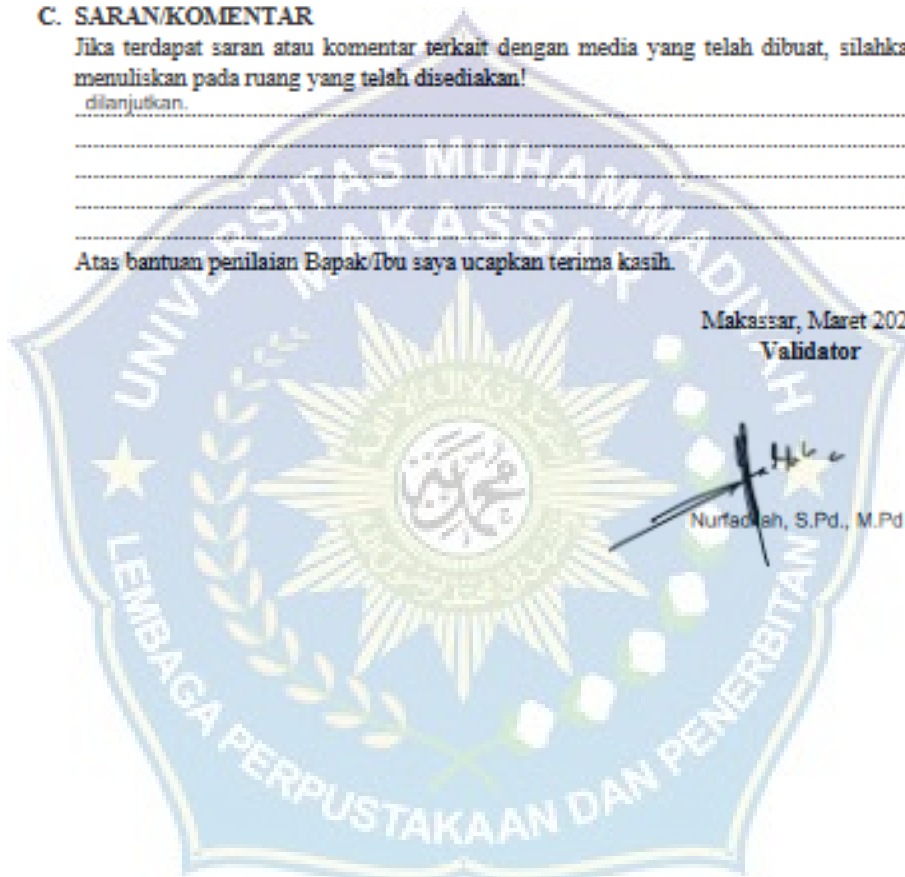 C. SARAN/KOMENTAR
Jika terdapat saran atau komentar terkait dengan media yang telah dibuat, silahka
menuliskan pada ruang yang telah disediakan!
dilanjutkan.
Atas bantuan penilaian Bapak/Ibu saya ucapkan terima kasih.
Makassar, Maret 202
Validator
S.Pd., M.Pd
UNIVERSITAS MUHAMMADIYAH
MAKASSAR
LEMBAGA PERPUSTAKAAN DAN PENERBITAN